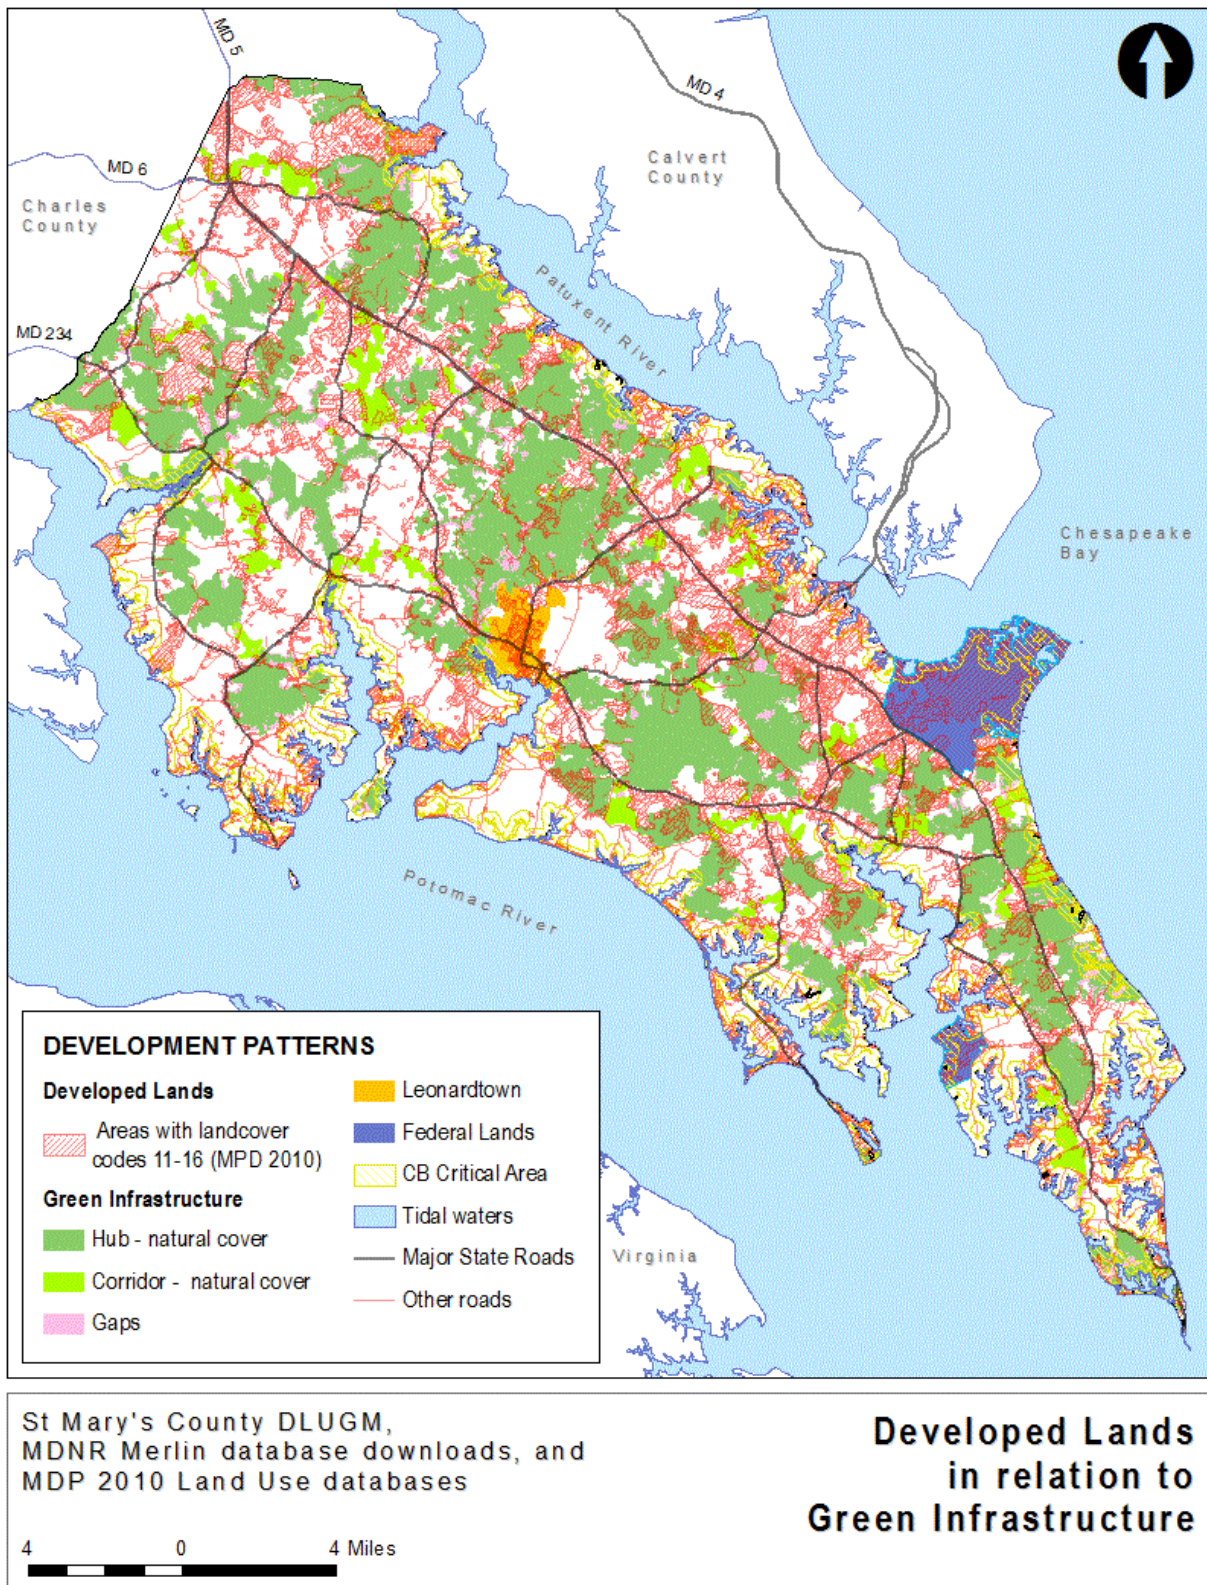 MD 5
MD 4
MD 6
Calvert
County
Charles
County
Patuxent River
MD 234
Chesapeake
Bay
Potomac River
Virginia
DEVELOPMENT PATTERNS
Developed Lands
Areas with landcover
codes 11-16 (MPD 2010)
Green Infrastructure
Hub - natural cover
Corridor - natural cover
Gaps
Leonardtown
Federal Lands
CB Critical Area
Tidal waters
Major State Roads
Other roads
St Mary's County DLUGM,
MDNR Merlin database downloads, and
MDP 2010 Land Use databases
4 0 4 Miles
Developed Lands
in relation to
Green Infrastructure